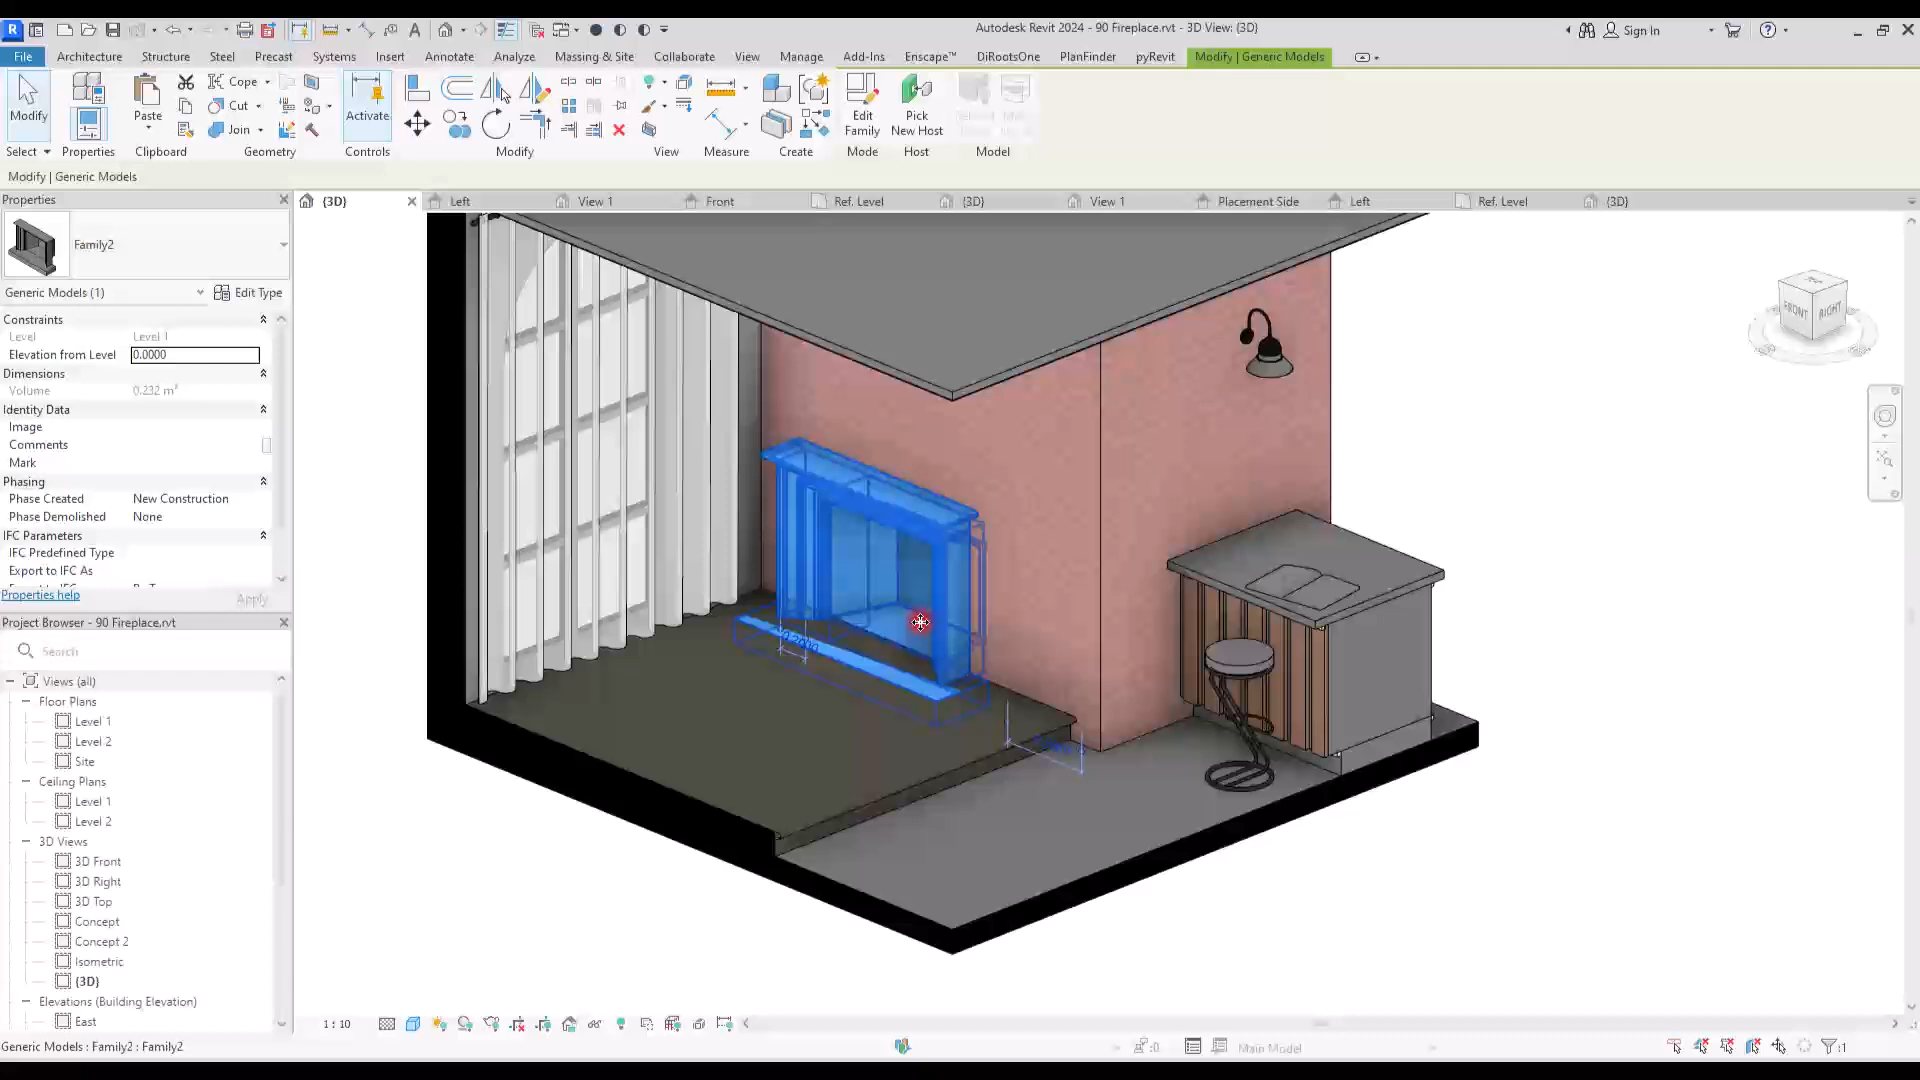 Autodesk Revit 2024 - 90 Fireplace.rvt - 3D View: {3D}
Sign In
File Architecture Structure Steel Precast Systems Insert Annotate Analyze Massing & Site Collaborate View Manage Add-Ins Enscape™ DiRootsOne PlanFinder pyRevit Modify | Generic Models
Modify
Paste
Cope
Cut
Join
Activate
Edit
Family
Pick
New Host
Select Properties Clipboard Geometry Controls Modify View Measure Create Mode Host Model
Modify | Generic Models
Properties
{3D} Left View 1 Front Ref. Level {3D} View 1 Placement Side Left Ref. Level {3D}
Family2
Generic Models (1)
Edit Type
Constraints
Level Level 1
Elevation from Level 0.0000
Dimensions
Volume 0.232 m³
Identity Data
Image
Comments
Mark
Phasing
Phase Created New Construction
Phase Demolished None
IFC Parameters
IFC Predefined Type
Export to IFC As
Properties help
Apply
Project Browser - 90 Fireplace.rvt
Search
Views (all)
Floor Plans
Level 1
Level 2
Site
Ceiling Plans
Level 1
Level 2
3D Views
3D Front
3D Right
3D Top
Concept
Concept 2
Isometric
{3D}
Elevations (Building Elevation)
East
FRONT
RIGHT
1 : 10
Generic Models : Family2 : Family2
:0
Main Model
:1